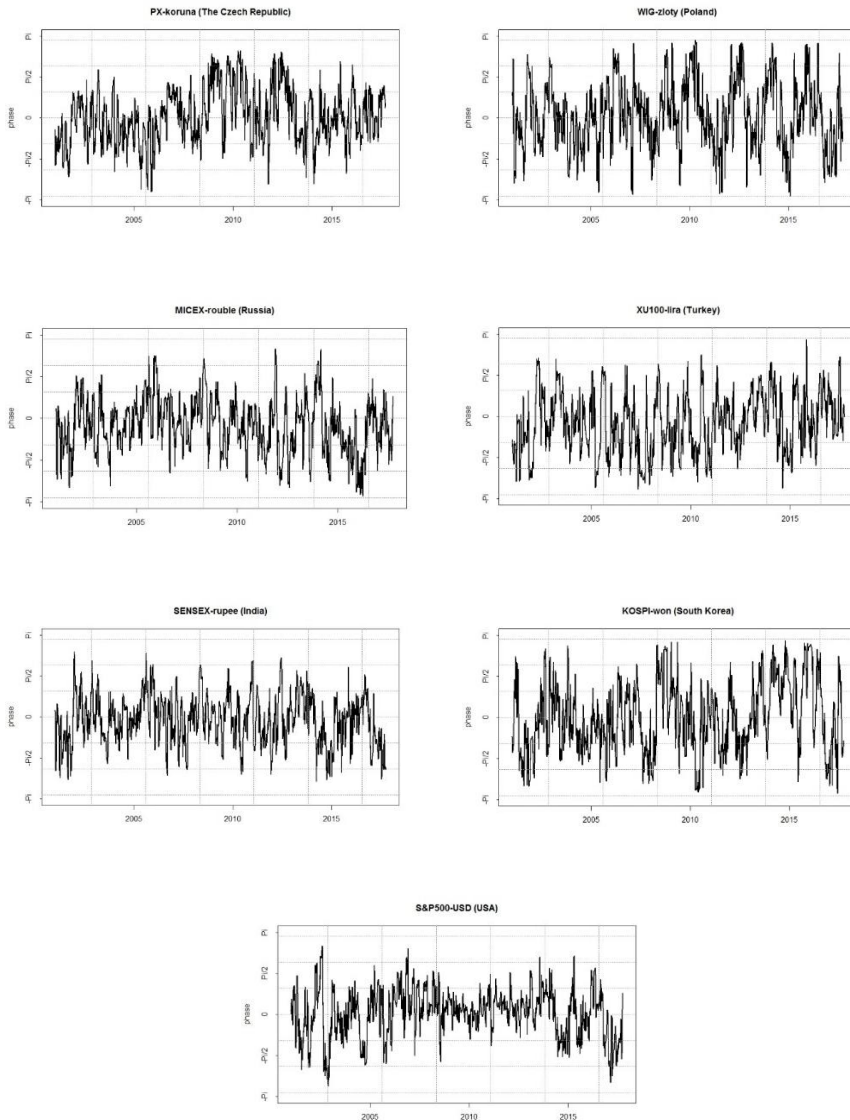 PX-koruna (The Czech Republic)
phase
Pi
Pi/2
0
-Pi/2
-Pi
2005 2010 2015
WIG-zloty (Poland)
phase
Pi
Pi/2
0
-Pi/2
-Pi
2005 2010 2015
MICEX-rouble (Russia)
phase
Pi
Pi/2
0
-Pi/2
-Pi
2005 2010 2015
XU100-lira (Turkey)
phase
Pi
Pi/2
0
-Pi/2
-Pi
2005 2010 2015
SENSEX-rupee (India)
phase
Pi
Pi/2
0
-Pi/2
-Pi
2005 2010 2015
KOSPI-won (South Korea)
phase
Pi
Pi/2
0
-Pi/2
-Pi
2005 2010 2015
S&P500-USD (USA)
phase
Pi
Pi/2
0
-Pi/2
-Pi
2005 2010 2015